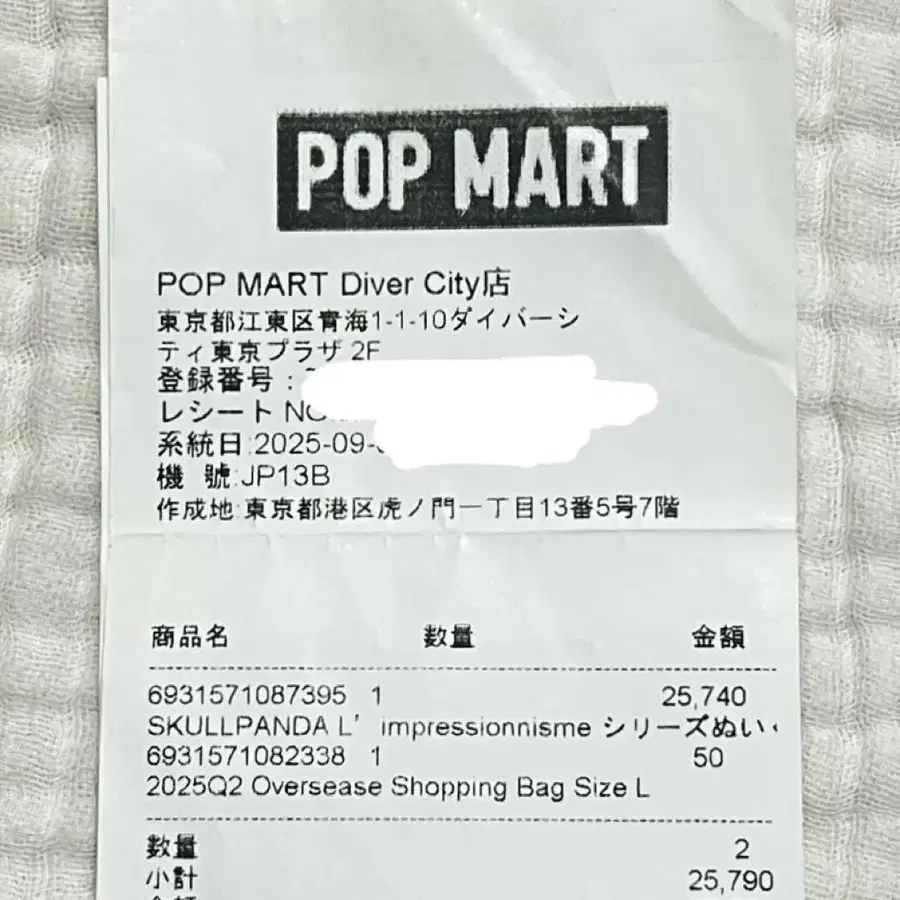 POP MART
POP MART Diver City店
東京都江東区青海1-1-10ダイバーシ
ティ東京プラザ 2F
登録番号:
レシート NO
系統日:2025-09-
機 號:JP13B
作成地:東京都港区虎ノ門一丁目13番5号7階
商品名 数量 金額
6931571087395 1 25,740
SKULLPANDA L' impressionnisme シリーズぬい
6931571082338 1 50
2025Q2 Oversease Shopping Bag Size L
数量 2
小計 25,790